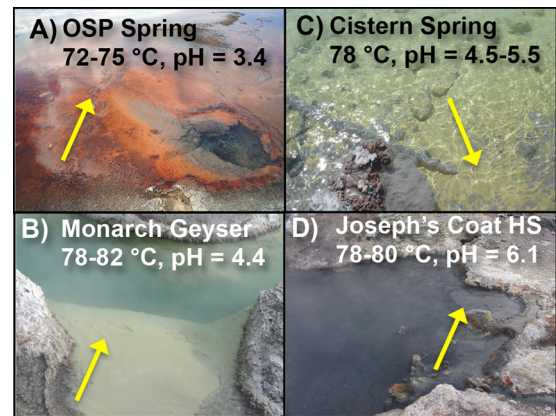 A) OSP Spring
72-75 °C, pH = 3.4
C) Cistern Spring
78 °C, pH = 4.5-5.5
B) Monarch Geyser
78-82 °C, pH = 4.4
D) Joseph's Coat HS
78-80 °C, pH = 6.1